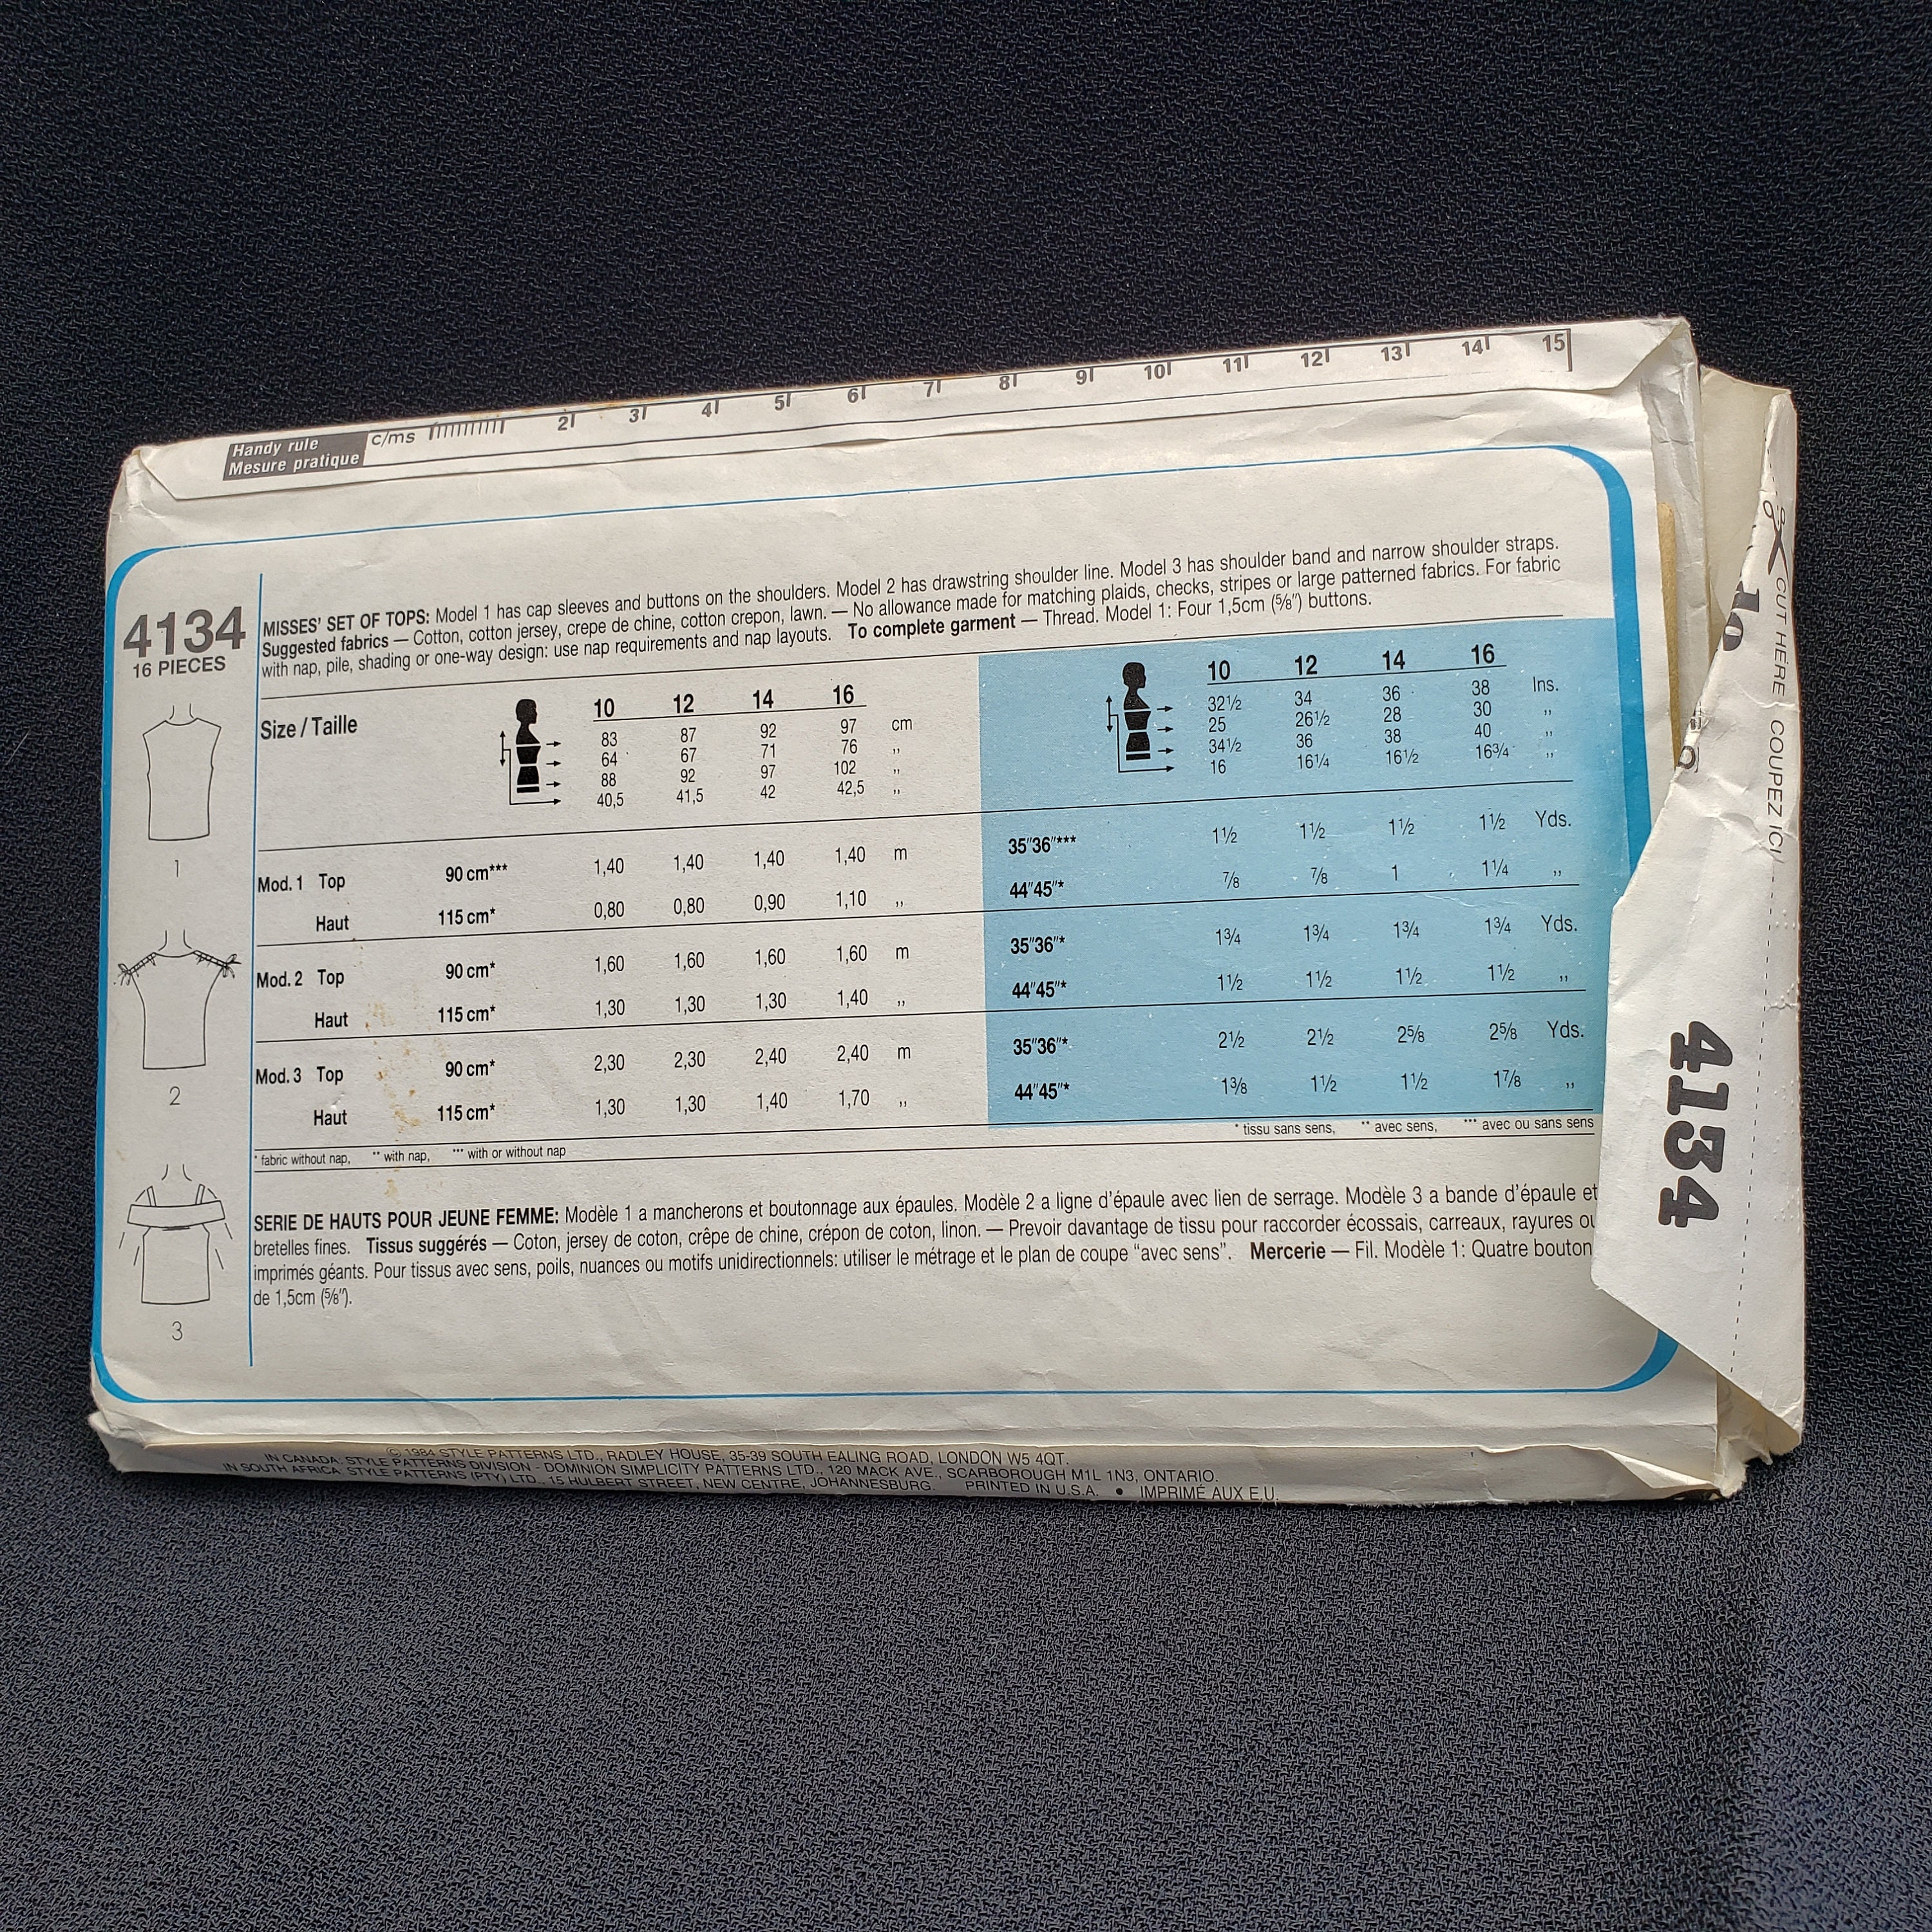 Handy rule
Mesure pratique
c/ms 2 3 4 5 6 7 8 9 10 11 12 13 14 15
4134
16 PIECES
MISSES' SET OF TOPS: Model 1 has cap sleeves and buttons on the shoulders. Model 2 has drawstring shoulder line. Model 3 has shoulder band and narrow shoulder straps.
Suggested fabrics — Cotton, cotton jersey, crepe de chine, cotton crepon, lawn. — No allowance made for matching plaids, checks, stripes or large patterned fabrics. For fabric
with nap, pile, shading or one-way design: use nap requirements and nap layouts. To complete garment — Thread. Model 1: Four 1,5cm (⅝") buttons.
Size / Taille 10 12 14 16 10 12 14 16
83 87 92 97 cm 32½ 34 36 38 Ins.
64 67 71 76 ,, 25 26½ 28 30 ,,
88 92 97 102 ,, 34½ 36 38 40 ,,
40,5 41,5 42 42,5 ,, 16 16¼ 16½ 16¾ ,,
Mod. 1 Top 90 cm*** 1,40 1,40 1,40 1,40 m 35"36"*** 1½ 1½ 1½ 1½ Yds.
Haut 115 cm* 0,80 0,80 0,90 1,10 ,, 44"45"* ⅞ ⅞ 1 1¼ ,,
Mod. 2 Top 90 cm* 1,60 1,60 1,60 1,60 m 35"36"* 1¾ 1¾ 1¾ 1¾ Yds.
Haut 115 cm* 1,30 1,30 1,30 1,40 ,, 44"45"* 1½ 1½ 1½ 1½ ,,
Mod. 3 Top 90 cm* 2,30 2,30 2,40 2,40 m 35"36"* 2½ 2½ 2⅝ 2⅝ Yds.
Haut 115 cm* 1,30 1,30 1,40 1,70 ,, 44"45"* 1⅜ 1½ 1½ 1⅞ ,,
* fabric without nap, ** with nap, *** with or without nap * tissu sans sens, ** avec sens, *** avec ou sans sens
1
2
3
SERIE DE HAUTS POUR JEUNE FEMME: Modèle 1 a mancherons et boutonnage aux épaules. Modèle 2 a ligne d'épaule avec lien de serrage. Modèle 3 a bande d'épaule et
bretelles fines. Tissus suggérés — Coton, jersey de coton, crêpe de chine, crépon de coton, linon. — Prevoir davantage de tissu pour raccorder écossais, carreaux, rayures ou
imprimés géants. Pour tissus avec sens, poils, nuances ou motifs unidirectionnels: utiliser le métrage et le plan de coupe "avec sens". Mercerie — Fil. Modèle 1: Quatre bouton
de 1,5cm (⅝").
© 1984 STYLE PATTERNS LTD., RADLEY HOUSE, 35-39 SOUTH EALING ROAD, LONDON W5 4QT.
IN CANADA: STYLE PATTERNS DIVISION - DOMINION SIMPLICITY PATTERNS LTD., 120 MACK AVE., SCARBOROUGH M1L 1N3, ONTARIO.
IN SOUTH AFRICA: STYLE PATTERNS (PTY) LTD., 15 HULBERT STREET, NEW CENTRE, JOHANNESBURG. PRINTED IN U.S.A. • IMPRIMÉ AUX E.U.
CUT HERE COUPEZ ICI
4134